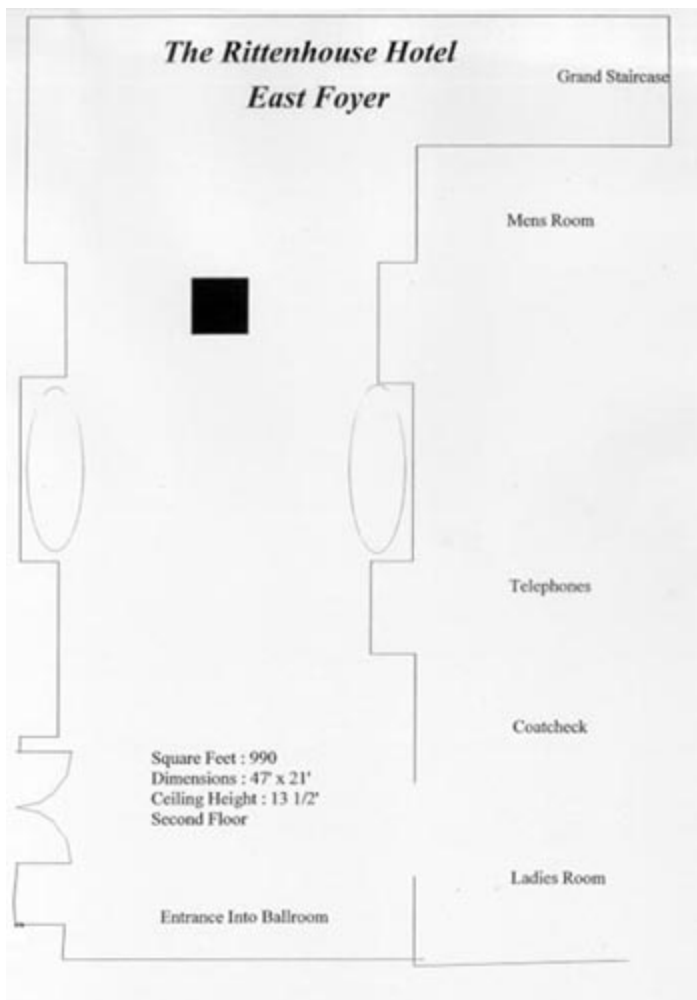 The Rittenhouse Hotel
East Foyer
Grand Staircase
Mens Room
Telephones
Coatcheck
Square Feet : 990
Dimensions : 47' x 21'
Ceiling Height : 13 1/2'
Second Floor
Ladies Room
Entrance Into Ballroom